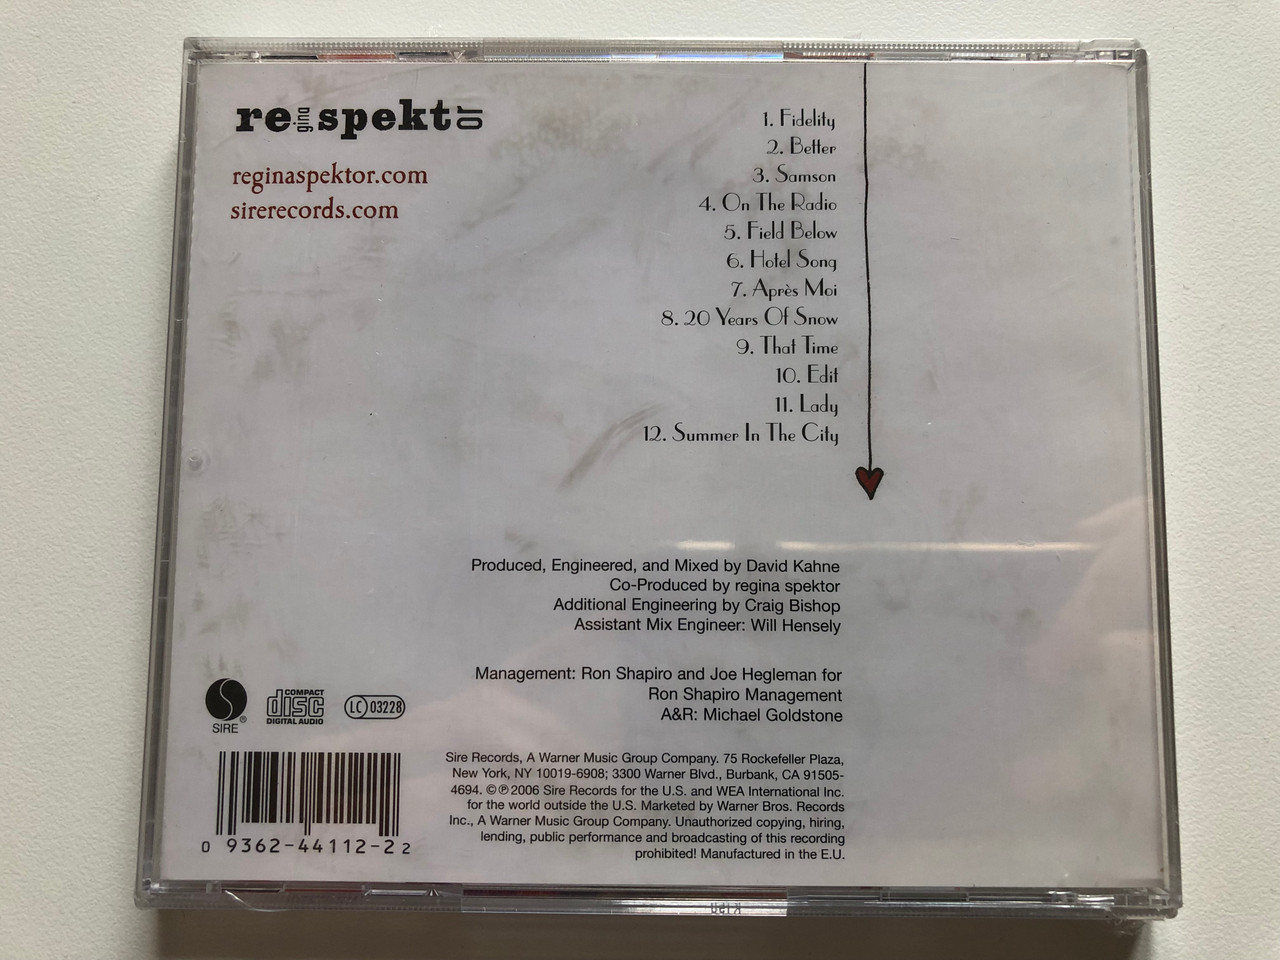 regina spektor
reginaspektor.com
sirerecords.com
1. Fidelity
2. Better
3. Samson
4. On The Radio
5. Field Below
6. Hotel Song
7. Après Moi
8. 20 Years Of Snow
9. That Time
10. Edit
11. Lady
12. Summer In The City
Produced, Engineered, and Mixed by David Kahne
Co-Produced by regina spektor
Additional Engineering by Craig Bishop
Assistant Mix Engineer: Will Hensely
Management: Ron Shapiro and Joe Hegleman for
Ron Shapiro Management
A&R: Michael Goldstone
SIRE®
COMPACT
disc
DIGITAL AUDIO
LC 03228
Sire Records, A Warner Music Group Company. 75 Rockefeller Plaza,
New York, NY 10019-6908; 3300 Warner Blvd., Burbank, CA 91505-
4694. ©℗ 2006 Sire Records for the U.S. and WEA International Inc.
for the world outside the U.S. Marketed by Warner Bros. Records
Inc., A Warner Music Group Company. Unauthorized copying, hiring,
lending, public performance and broadcasting of this recording
prohibited! Manufactured in the E.U.
0 9362-44112-2 2